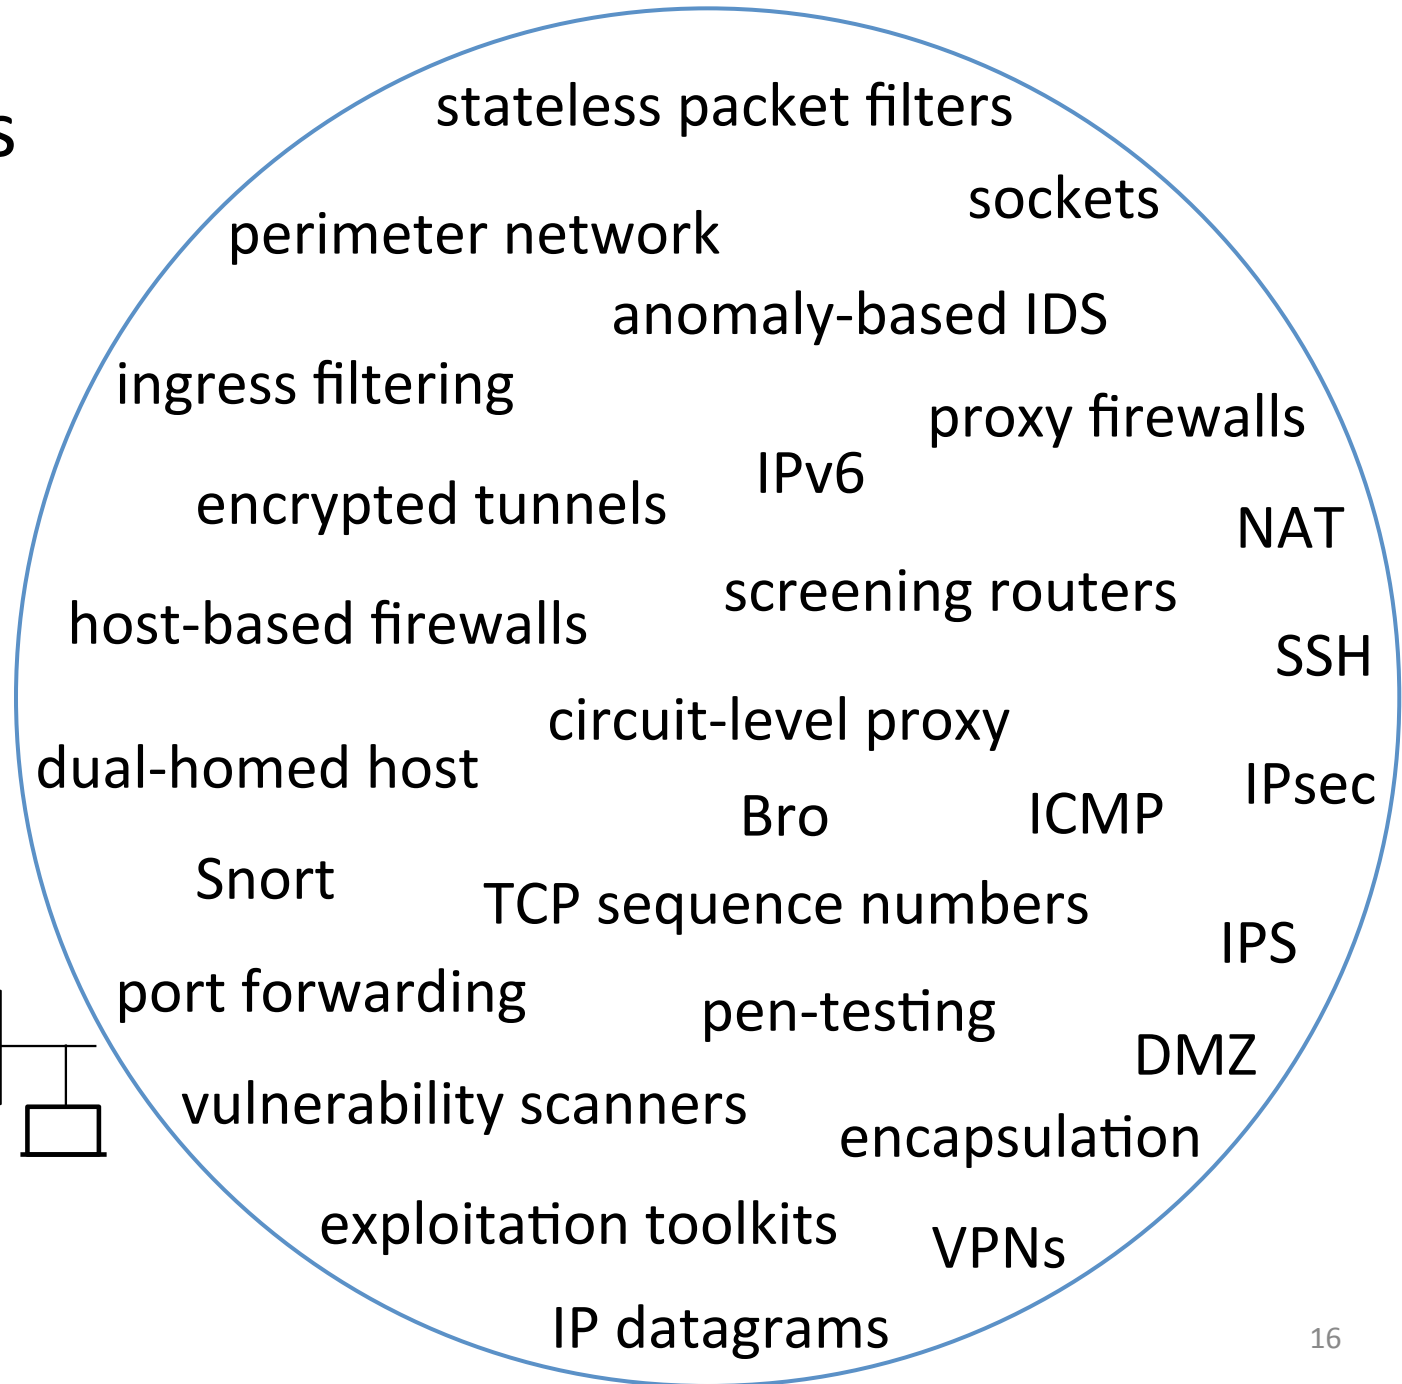 stateless packet filters
s
sockets
perimeter network
anomaly-based IDS
ingress filtering
proxy firewalls
IPv6
encrypted tunnels
NAT
screening routers
host-based firewalls
SSH
circuit-level proxy
dual-homed host
IPsec
Bro
ICMP
Snort
TCP sequence numbers
IPS
port forwarding
pen-testing
DMZ
vulnerability scanners
encapsulation
exploitation toolkits
VPNs
IP datagrams
16